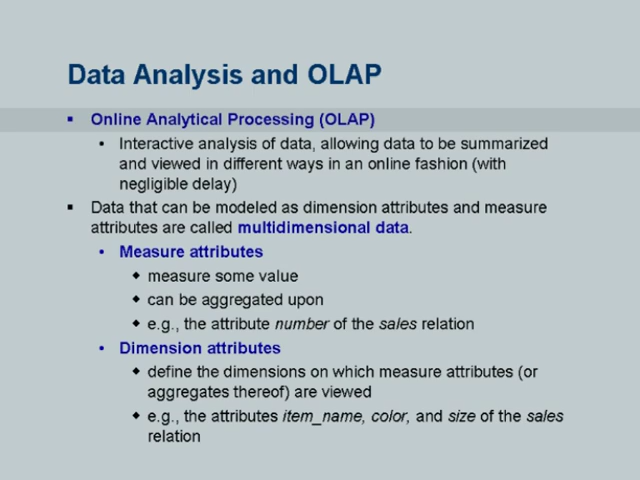 Data Analysis and OLAP
▪ Online Analytical Processing (OLAP)
• Interactive analysis of data, allowing data to be summarized
and viewed in different ways in an online fashion (with
negligible delay)
▪ Data that can be modeled as dimension attributes and measure
attributes are called multidimensional data.
• Measure attributes
◆ measure some value
◆ can be aggregated upon
◆ e.g., the attribute number of the sales relation
• Dimension attributes
◆ define the dimensions on which measure attributes (or
aggregates thereof) are viewed
◆ e.g., the attributes item_name, color, and size of the sales
relation